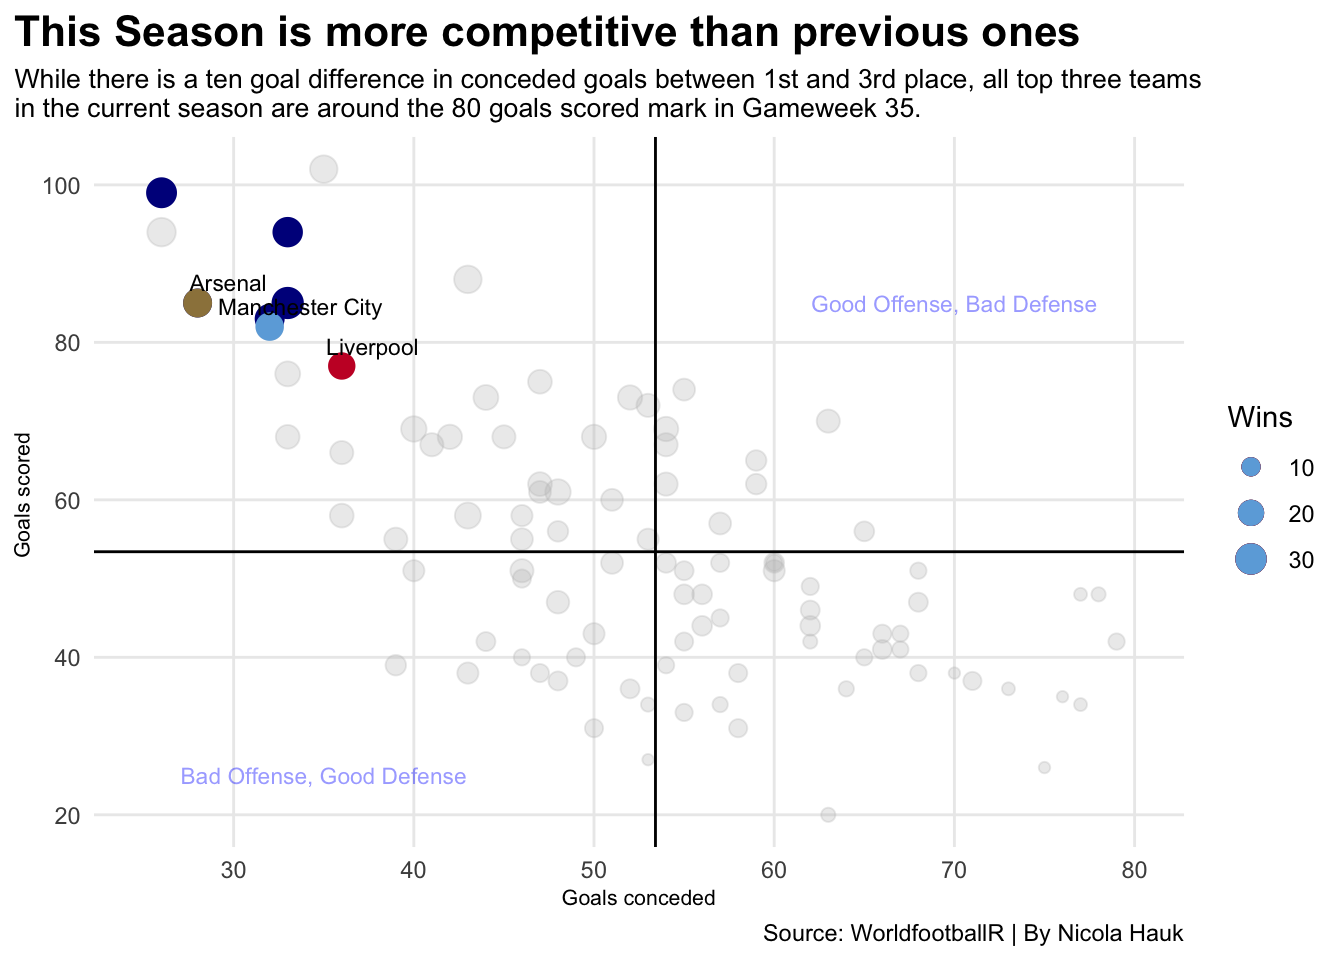 This Season is more competitive than previous ones
While there is a ten goal difference in conceded goals between 1st and 3rd place, all top three teams
in the current season are around the 80 goals scored mark in Gameweek 35.
100
80
60
40
20
Goals scored
Arsenal
Manchester City
Liverpool
Good Offense, Bad Defense
Bad Offense, Good Defense
Wins
10
20
30
30
40
50
60
70
80
Goals conceded
Source: WorldfootballR | By Nicola Hauk